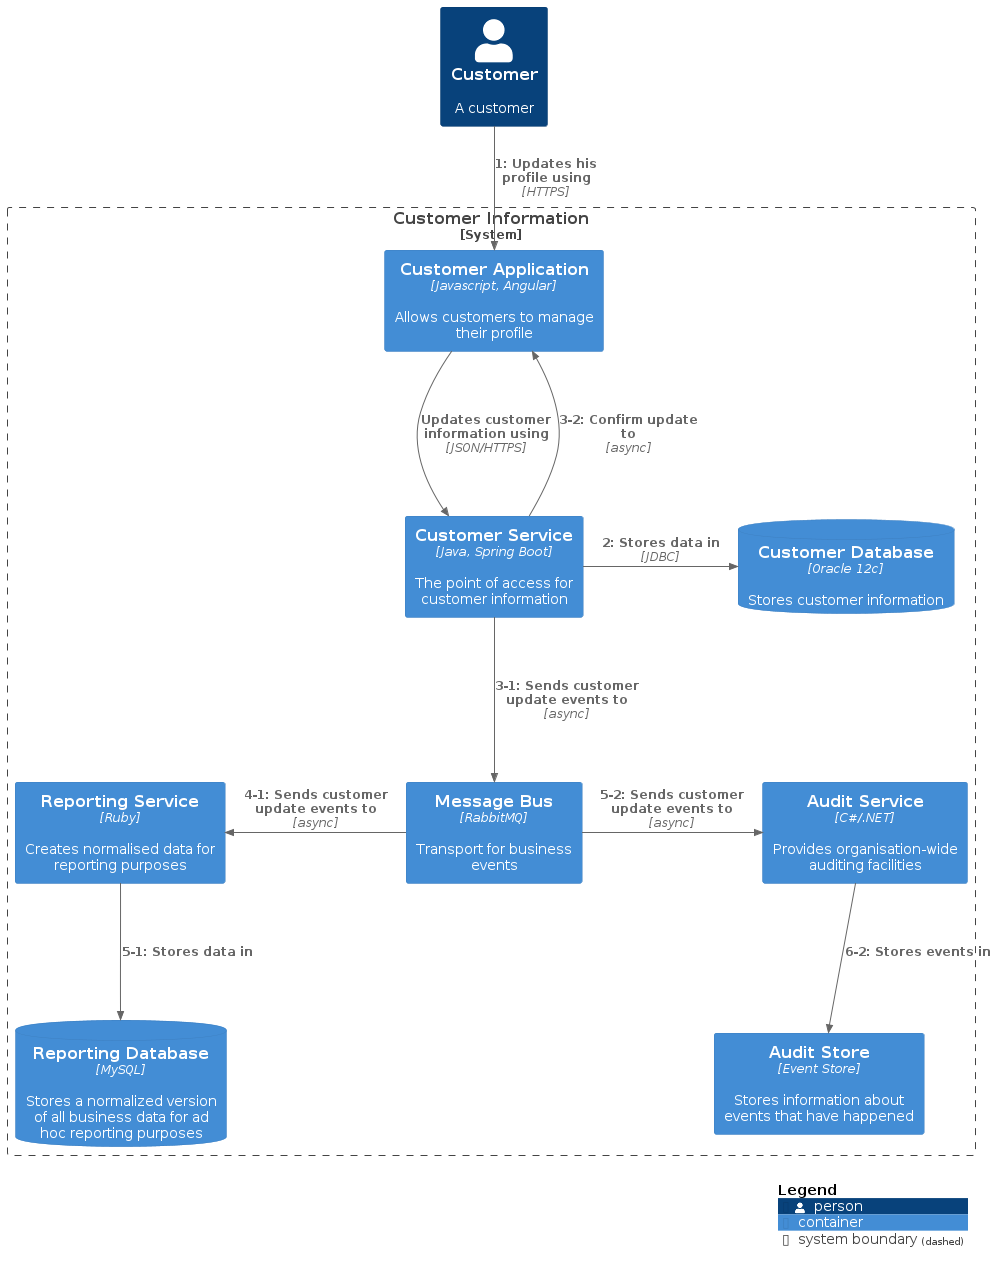 Customer
A customer
1: Updates his
profile using
[HTTPS]
Customer Information
[System]
Customer Application
[Javascript, Angular]
Allows customers to manage
their profile
Updates customer
information using
[JSON/HTTPS]
3-2: Confirm update
to
[async]
Customer Service
[Java, Spring Boot]
The point of access for
customer information
2: Stores data in
[JDBC]
Customer Database
[Oracle 12c]
Stores customer information
3-1: Sends customer
update events to
[async]
Reporting Service
[Ruby]
Creates normalised data for
reporting purposes
4-1: Sends customer
update events to
[async]
Message Bus
[RabbitMQ]
Transport for business
events
5-2: Sends customer
update events to
[async]
Audit Service
[C#/.NET]
Provides organisation-wide
auditing facilities
5-1: Stores data in
6-2: Stores events in
Reporting Database
[MySQL]
Stores a normalized version
of all business data for ad
hoc reporting purposes
Audit Store
[Event Store]
Stores information about
events that have happened
Legend
person
container
system boundary (dashed)